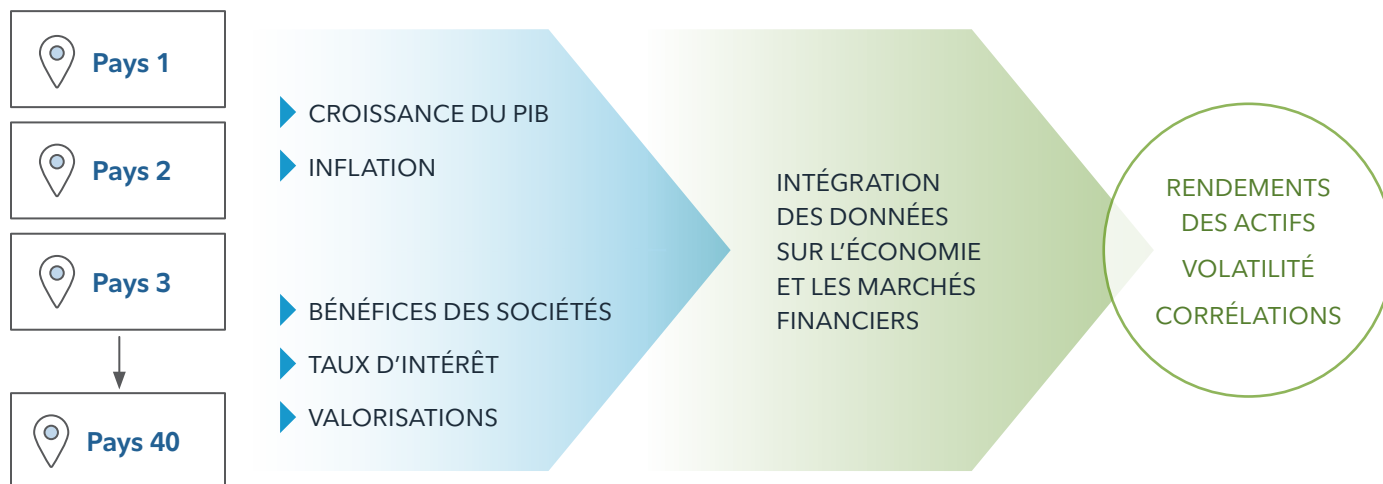 Pays 1
Pays 2
Pays 3
Pays 40
CROISSANCE DU PIB
INFLATION
BÉNÉFICES DES SOCIÉTÉS
TAUX D’INTÉRÊT
VALORISATIONS
INTÉGRATION
DES DONNÉES
SUR L’ÉCONOMIE
ET LES MARCHÉS
FINANCIERS
RENDEMENTS
DES ACTIFS
VOLATILITÉ
CORRÉLATIONS